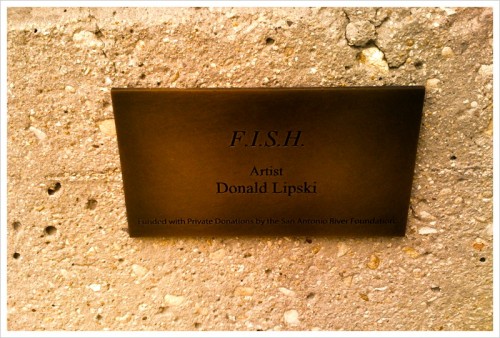 F.I.S.H.
Artist
Donald Lipski
Funded with Private Donations by the San Antonio River Foundation